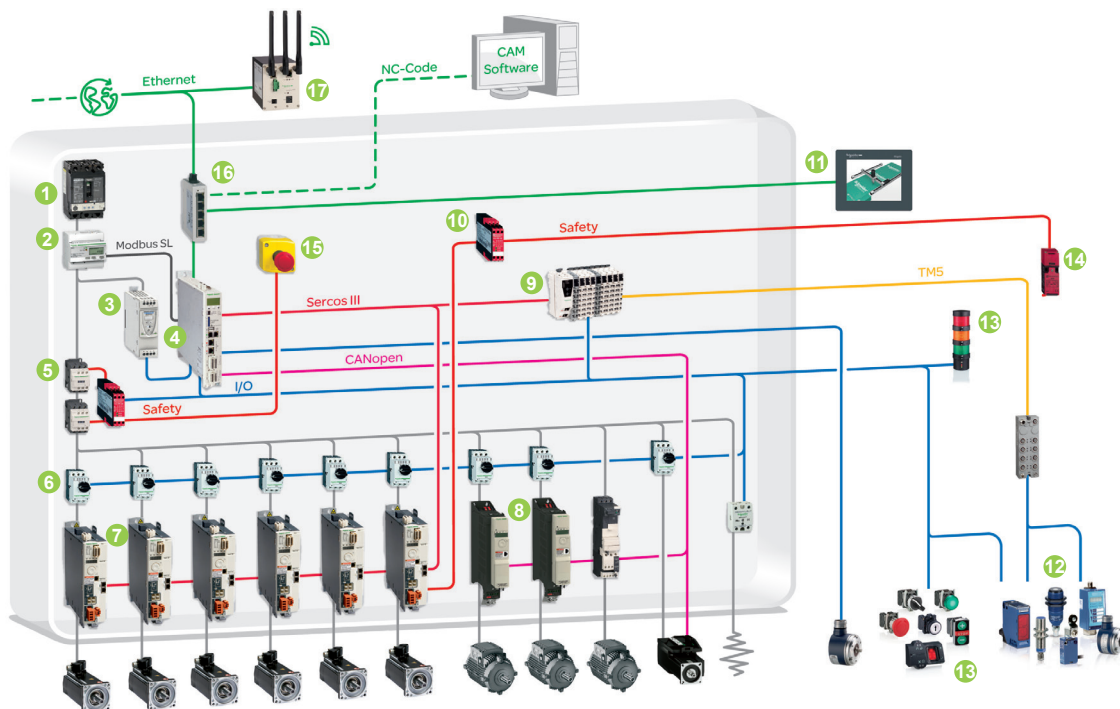 CAM
Software
NC-Code
Ethernet
17
16
11
1
10
Safety
2
Modbus SL
15
14
9
TM5
3
Sercos III
4
13
CANopen
5
I/O
Safety
6
7
8
12
13